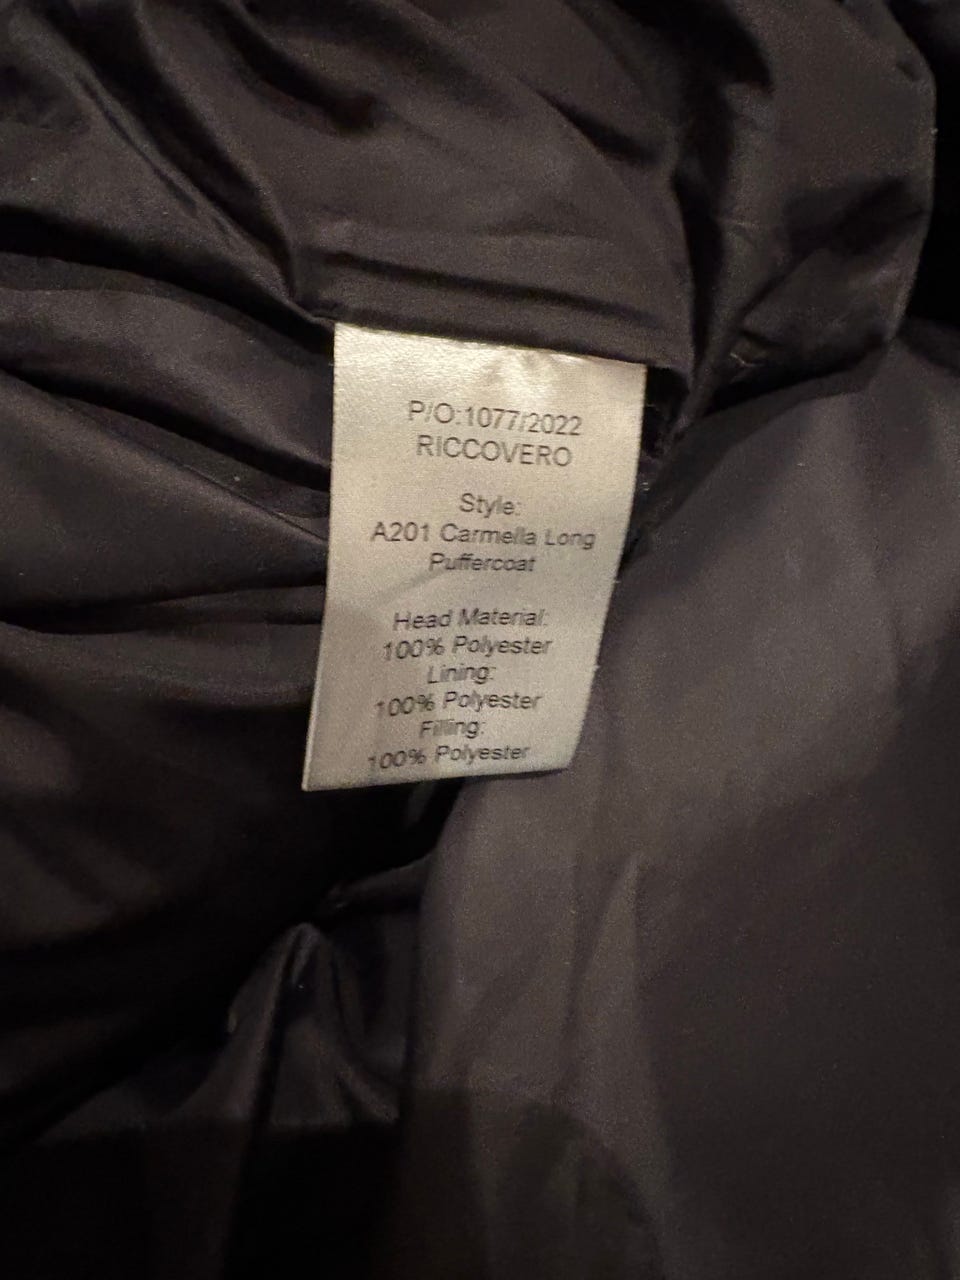 P/O:1077/2022
RICCOVERO
Style:
A201 Carmella Long
Puffercoat
Head Material:
100% Polyester
Lining:
100% Polyester
Filling:
100% Polyester